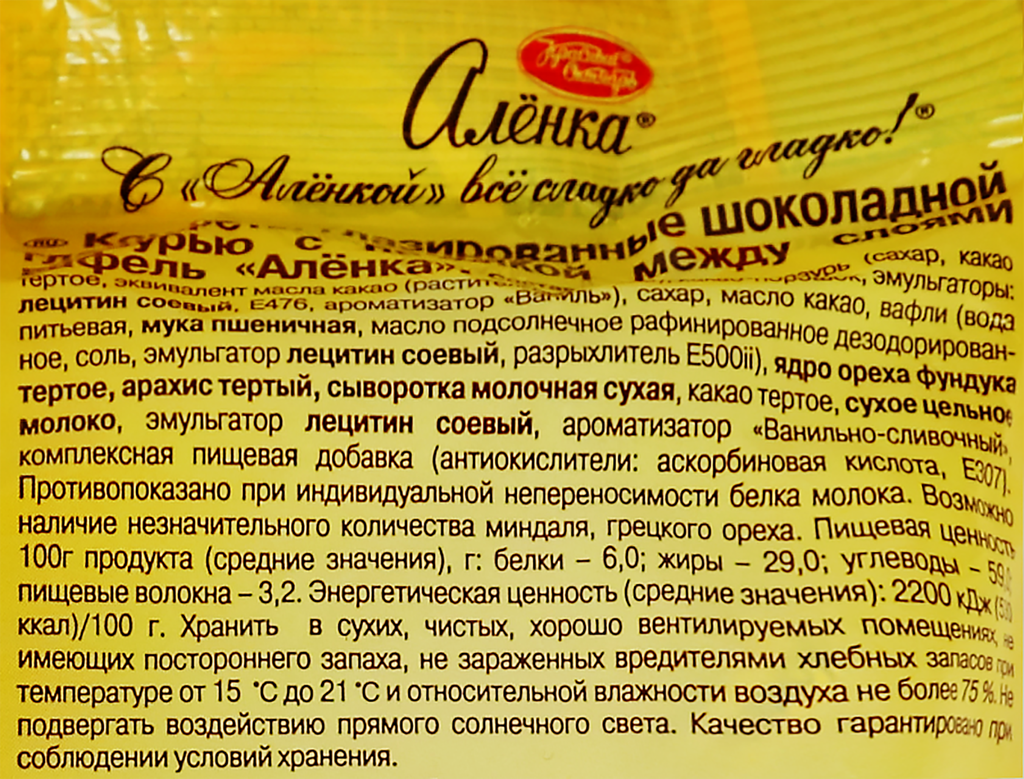 Красный Октябрь
Алёнка®
С «Алёнкой» всё сладко да гладко!®
глазированные шоколадной
с между слоями
«Алёнка». (сахар, какао
тертое, эквивалент масла какао эмульгаторы:
лецитин соевый, Е476, ароматизатор «Ваниль»), сахар, масло какао, вафли (вода
питьевая, мука пшеничная, масло подсолнечное рафинированное дезодорирован-
ное, соль, эмульгатор лецитин соевый, разрыхлитель Е500ii), ядро ореха фундука
тертое, арахис тертый, сыворотка молочная сухая, какао тертое, сухое цельное
молоко, эмульгатор лецитин соевый, ароматизатор «Ванильно-сливочный»,
комплексная пищевая добавка (антиокислители: аскорбиновая кислота, Е307).
Противопоказано при индивидуальной непереносимости белка молока. Возможно
наличие незначительного количества миндаля, грецкого ореха. Пищевая ценность
100г продукта (средние значения), г: белки – 6,0; жиры – 29,0; углеводы –
пищевые волокна – 3,2. Энергетическая ценность (средние значения): 2200 кДж
ккал)/100 г. Хранить в сухих, чистых, хорошо вентилируемых помещениях, не
имеющих постороннего запаха, не зараженных вредителями хлебных запасов при
температуре от 15 °С до 21 °С и относительной влажности воздуха не более 75 %. Не
подвергать воздействию прямого солнечного света. Качество гарантировано при
соблюдении условий хранения.